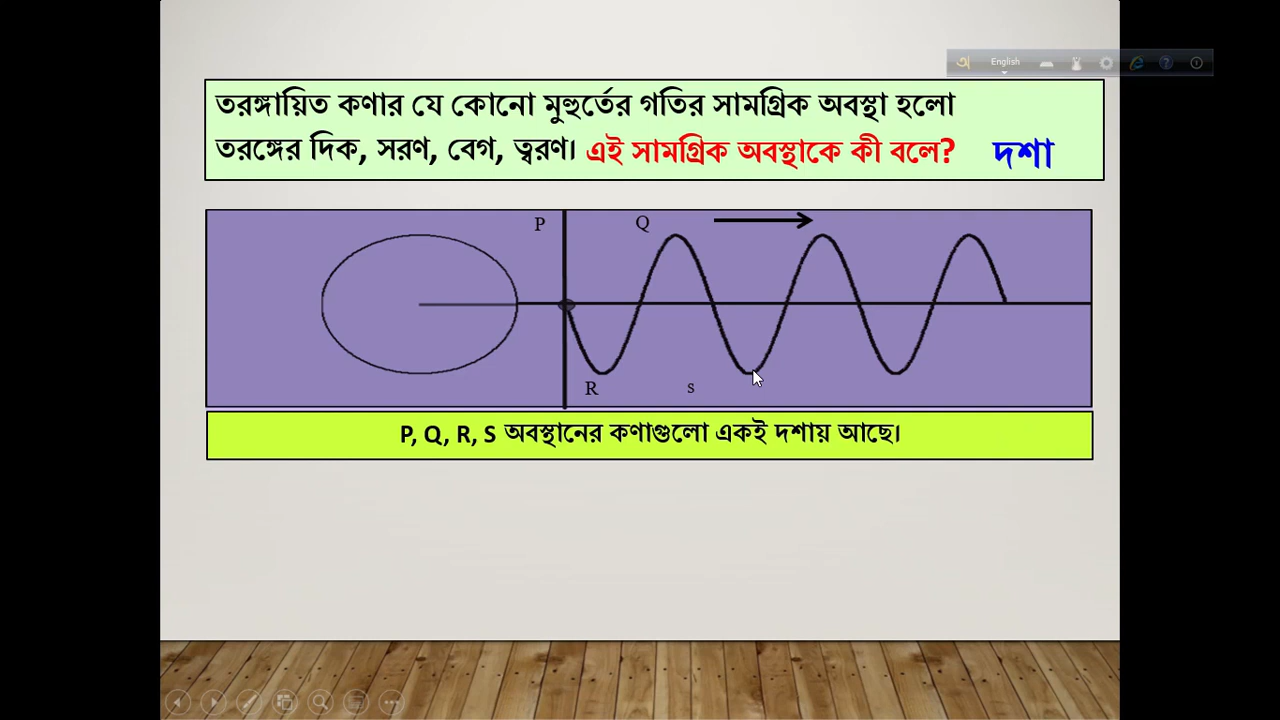 অ English
তরঙ্গায়িত কণার যে কোনো মুহুর্তের গতির সামগ্রিক অবস্থা হলো
তরঙ্গের দিক, সরণ, বেগ, ত্বরণ। এই সামগ্রিক অবস্থাকে কী বলে? দশা
P Q
R s
P, Q, R, S অবস্থানের কণাগুলো একই দশায় আছে।